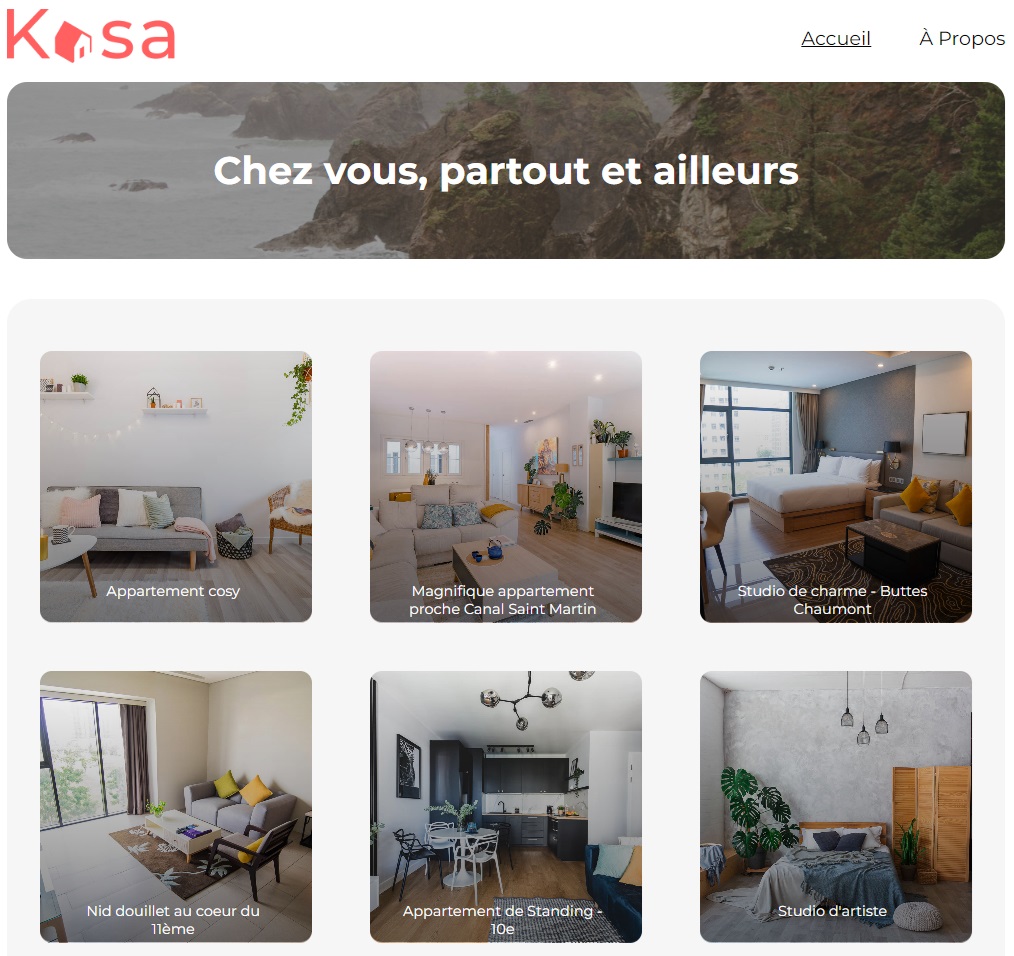 Kasa
Accueil
À Propos
Chez vous, partout et ailleurs
Appartement cosy
Magnifique appartement
proche Canal Saint Martin
Studio de charme - Buttes
Chaumont
Nid douillet au coeur du
11ème
Appartement de Standing -
10e
Studio d'artiste